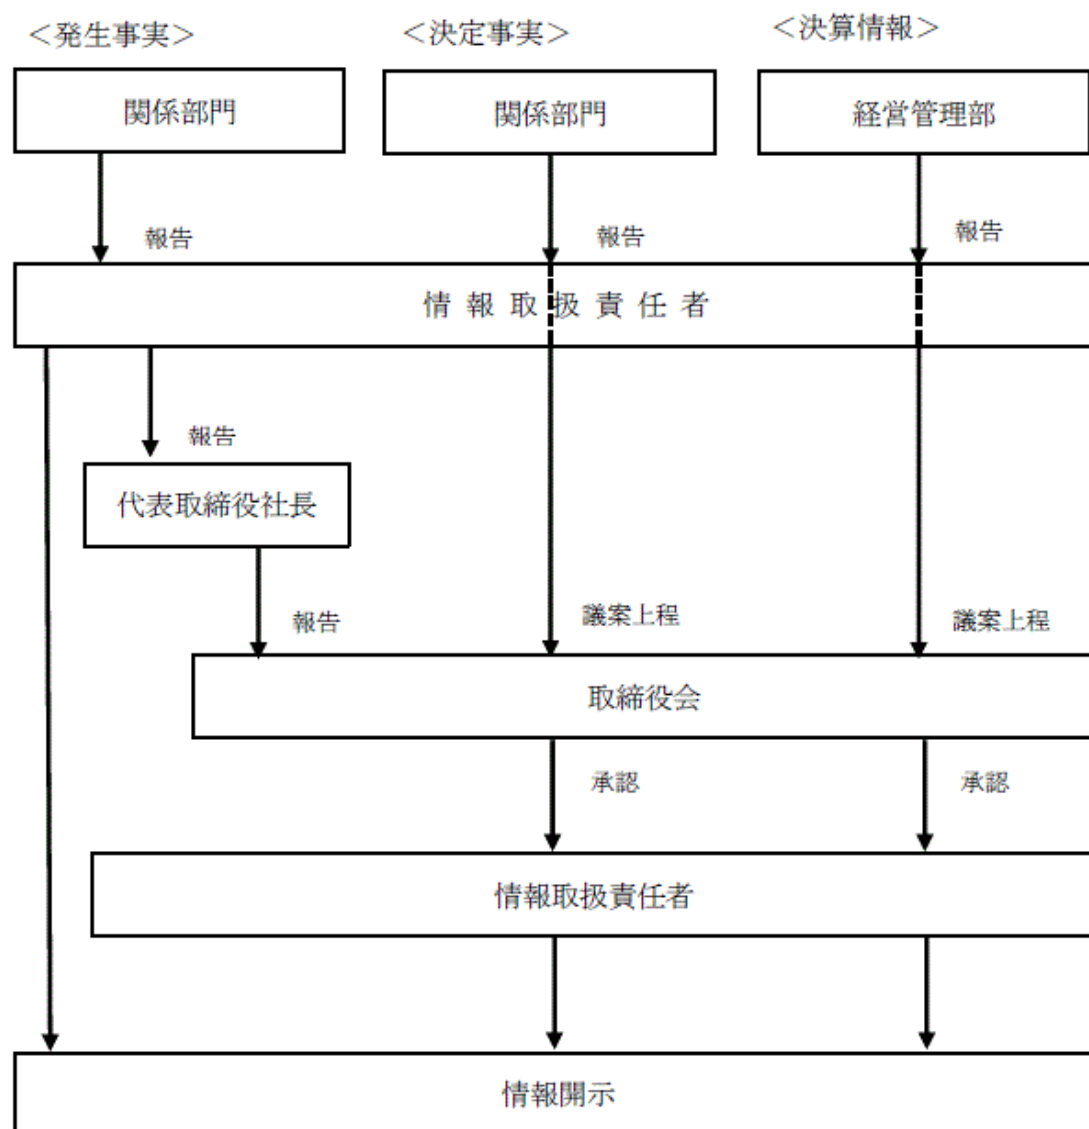 ＜発生事実＞
＜決定事実＞
＜決算情報＞
関係部門
関係部門
経営管理部
報告
報告
報告
情報取扱責任者
報告
代表取締役社長
報告
議案上程
議案上程
取締役会
承認
承認
情報取扱責任者
情報開示